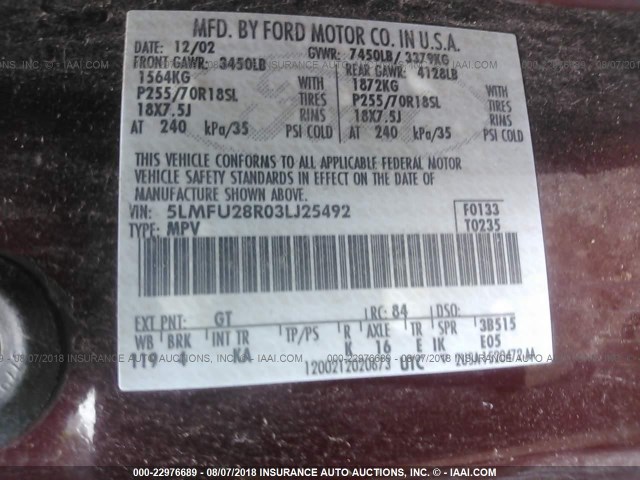 MFD. BY FORD MOTOR CO. IN U.S.A.
DATE: 12/02 GVWR: 7450LB/ 3379KG
FRONT GAWR: 3450LB REAR GAWR: 4128LB
1564KG WITH 1872KG WITH
P255/70R18SL TIRES P255/70R18SL TIRES
18X7.5J RIMS 18X7.5J RIMS
AT 240 kPa/35 PSI COLD AT 240 kPa/35 PSI COLD
THIS VEHICLE CONFORMS TO ALL APPLICABLE FEDERAL MOTOR
VEHICLE SAFETY STANDARDS IN EFFECT ON THE DATE OF
MANUFACTURE SHOWN ABOVE.
VIN: 5LMFU28R03LJ25492 F0133
TYPE: MPV T0235
EXT PNT: GT RC: 84 DSO:
WB BRK INT TR TP/PS R AXLE TR SPR 3B515
119 4 KA K 16 E IK E05
1200212020673 UTC
000-22976689 - 08/07/2018 INSURANCE AUTO AUCTIONS, INC. - © IAAI.COM